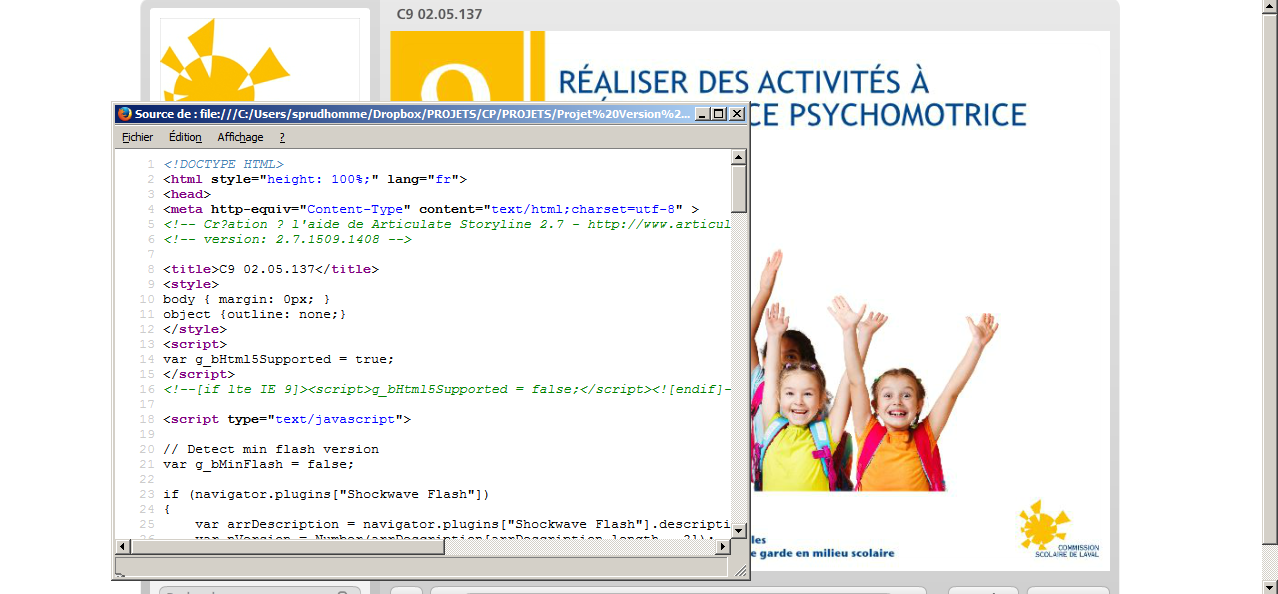 C9 02.05.137
RÉALISER DES ACTIVITÉS À
CE PSYCHOMOTRICE
Source de : file:///C:/Users/sprudhomme/Dropbox/PROJETS/CP/PROJETS/Projet%20Version%2...
Fichier Édition Affichage ?
1 <!DOCTYPE HTML>
2 <html style="height: 100%;" lang="fr">
3 <head>
4 <meta http-equiv="Content-Type" content="text/html;charset=utf-8" >
5 <!-- Cr?ation ? l'aide de Articulate Storyline 2.7 - http://www.articul
6 <!-- version: 2.7.1509.1408 -->
7
8 <title>C9 02.05.137</title>
9 <style>
10 body { margin: 0px; }
11 object {outline: none;}
12 </style>
13 <script>
14 var g_bHtml5Supported = true;
15 </script>
16 <!--[if lte IE 9]><script>g_bHtml5Supported = false;</script><![endif]-
17
18 <script type="text/javascript">
19
20 // Detect min flash version
21 var g_bMinFlash = false;
22
23 if (navigator.plugins["Shockwave Flash"])
24 {
25 var arrDescription = navigator.plugins["Shockwave Flash"].descripti
26 var nVersion = Number(arrDescription[arrDescription.length - 2]);
les
e garde en milieu scolaire
COMMISSION
SCOLAIRE DE LAVAL